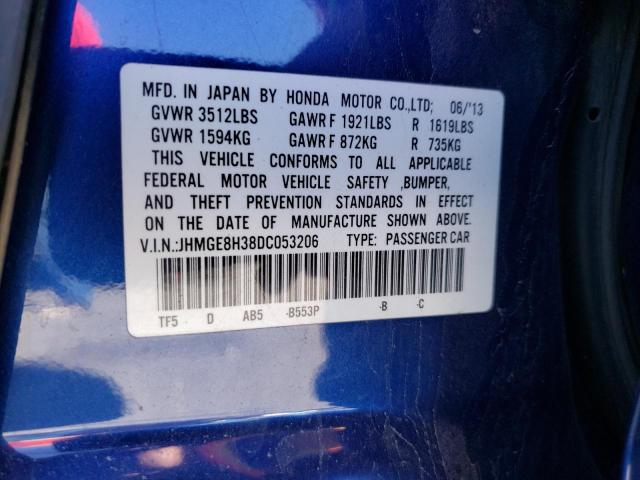 MFD. IN JAPAN BY HONDA MOTOR CO.,LTD; 06/'13
GVWR 3512LBS GAWR F 1921LBS R 1619LBS
GVWR 1594KG GAWR F 872KG R 735KG
THIS VEHICLE CONFORMS TO ALL APPLICABLE
FEDERAL MOTOR VEHICLE SAFETY ,BUMPER,
AND THEFT PREVENTION STANDARDS IN EFFECT
ON THE DATE OF MANUFACTURE SHOWN ABOVE.
V.I.N.:JHMGE8H38DC053206 TYPE: PASSENGER CAR
TF5 D AB5 -B553P -B -C